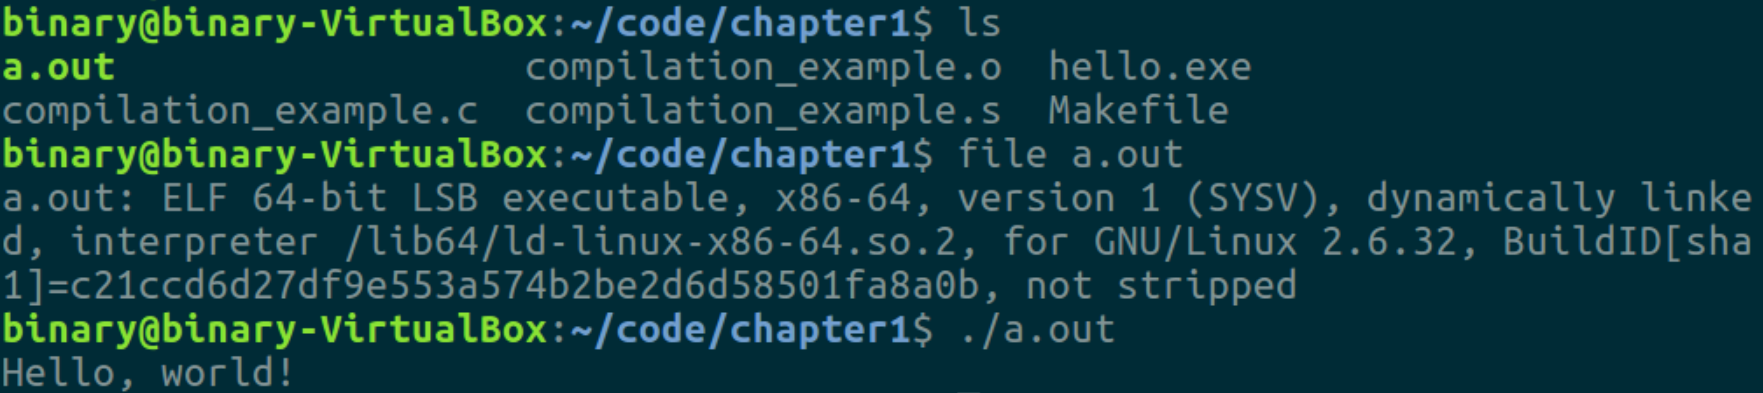 binary@binary-VirtualBox:~/code/chapter1$ ls
a.out                  compilation_example.o  hello.exe
compilation_example.c  compilation_example.s  Makefile
binary@binary-VirtualBox:~/code/chapter1$ file a.out
a.out: ELF 64-bit LSB executable, x86-64, version 1 (SYSV), dynamically linke
d, interpreter /lib64/ld-linux-x86-64.so.2, for GNU/Linux 2.6.32, BuildID[sha
1]=c21ccd6d27df9e553a574b2be2d6d58501fa8a0b, not stripped
binary@binary-VirtualBox:~/code/chapter1$ ./a.out
Hello, world!